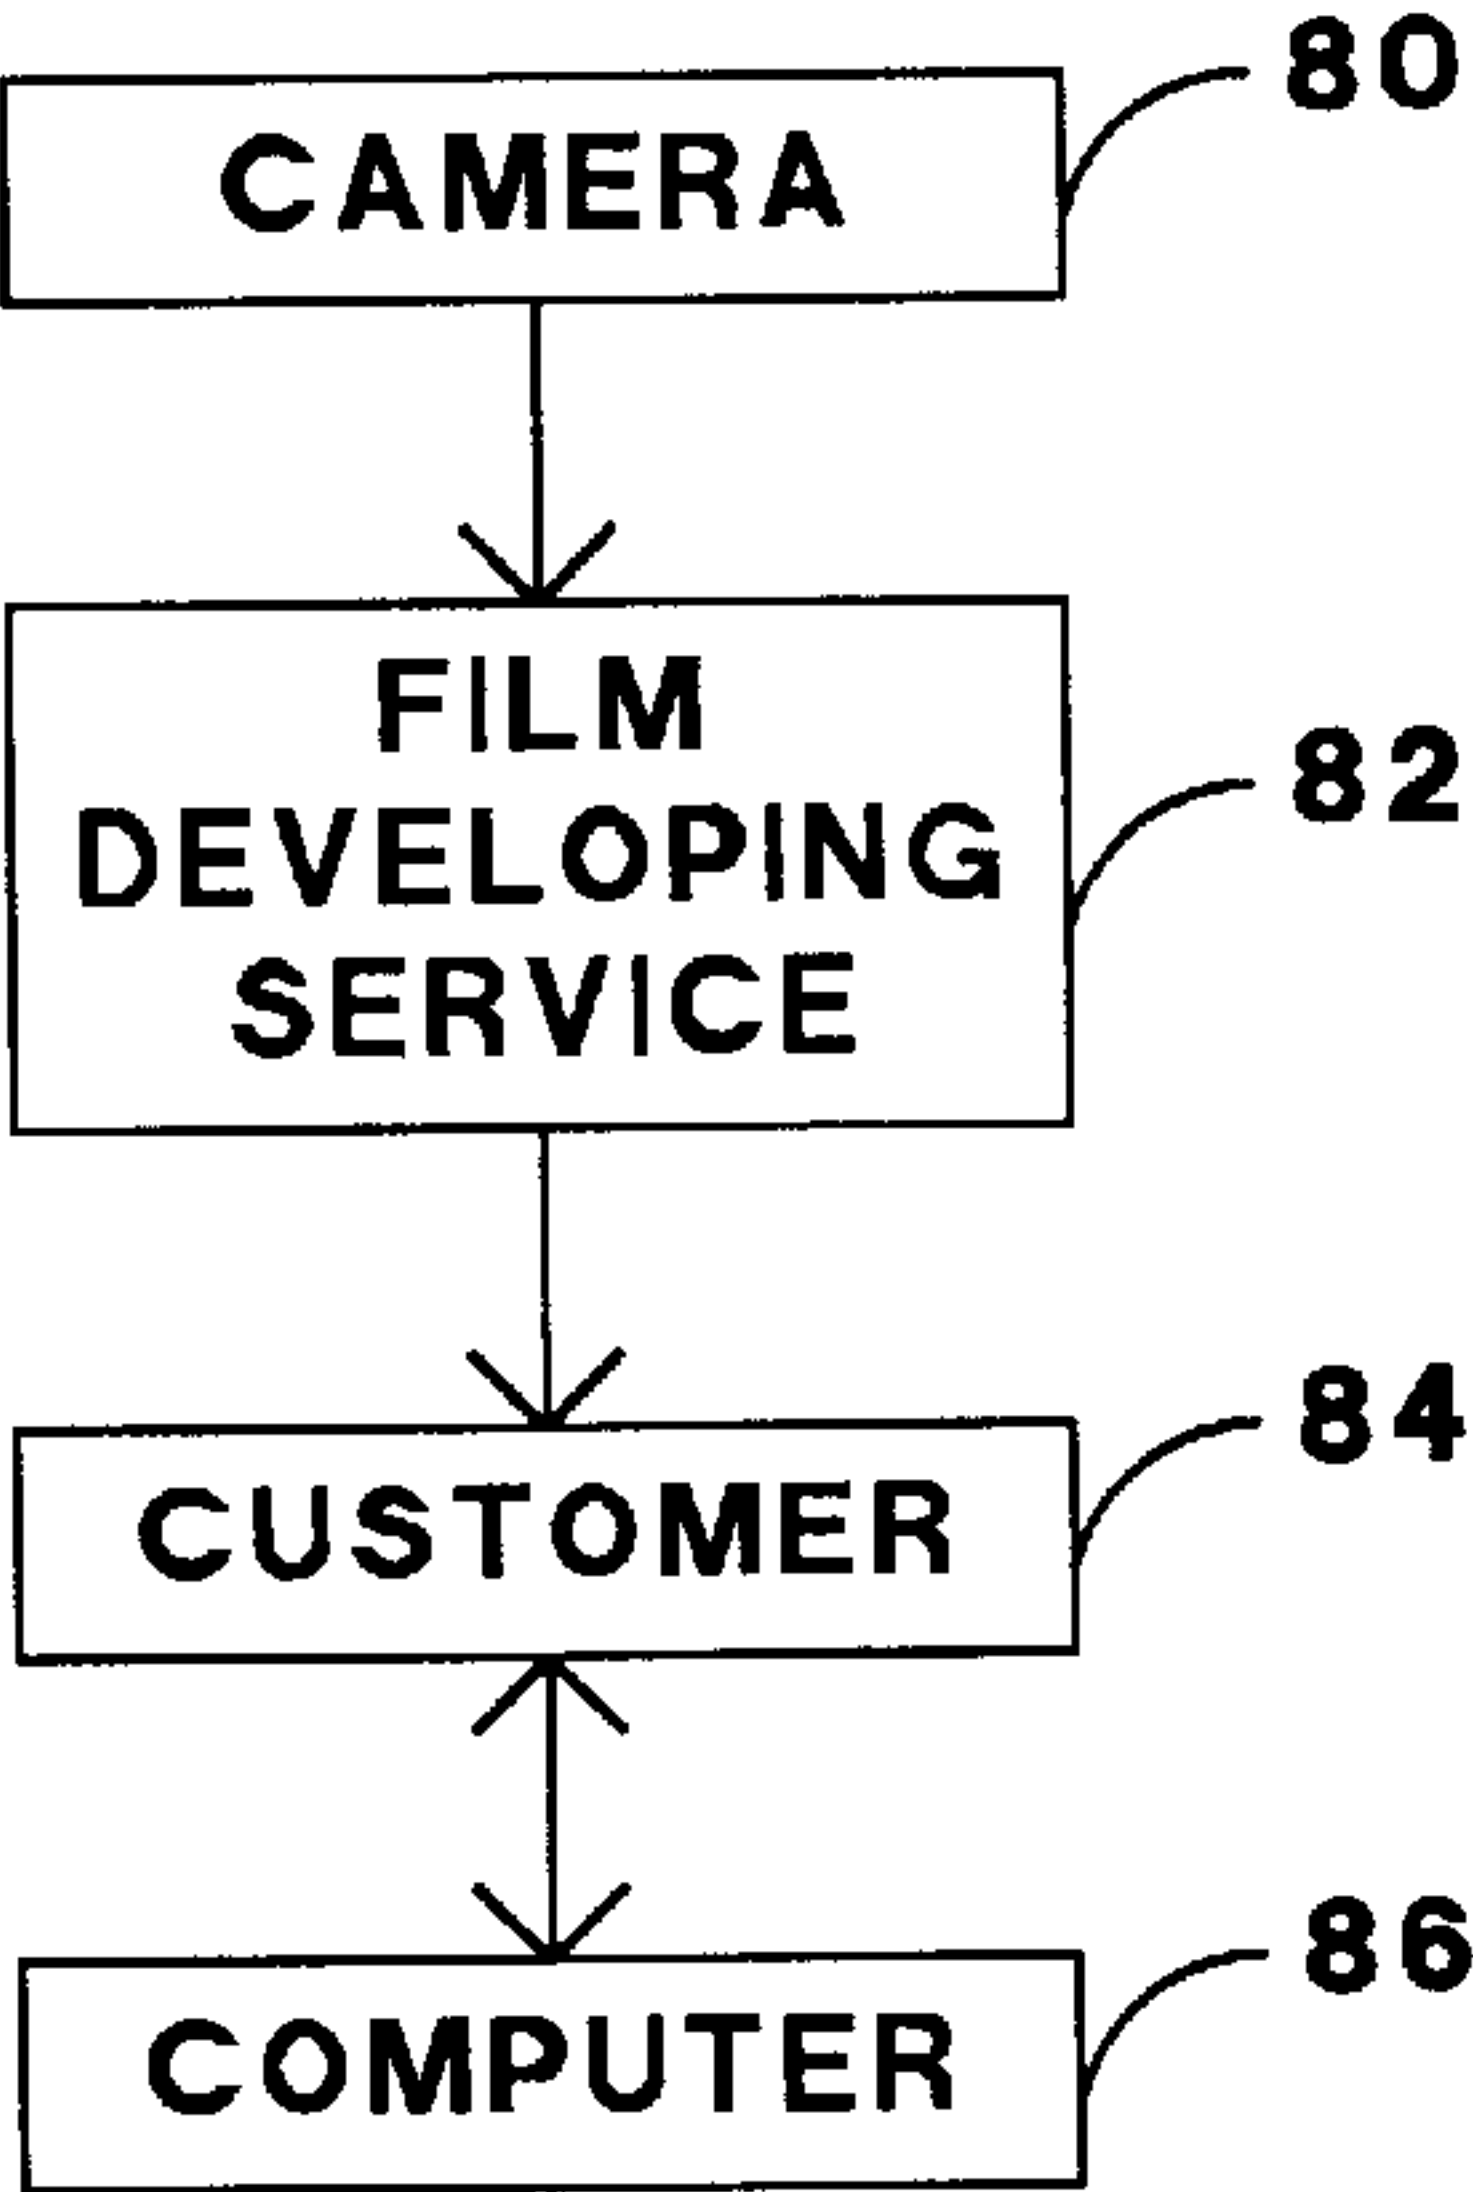 80
CAMERA
FILM
DEVELOPING
SERVICE
82
CUSTOMER
84
COMPUTER
86